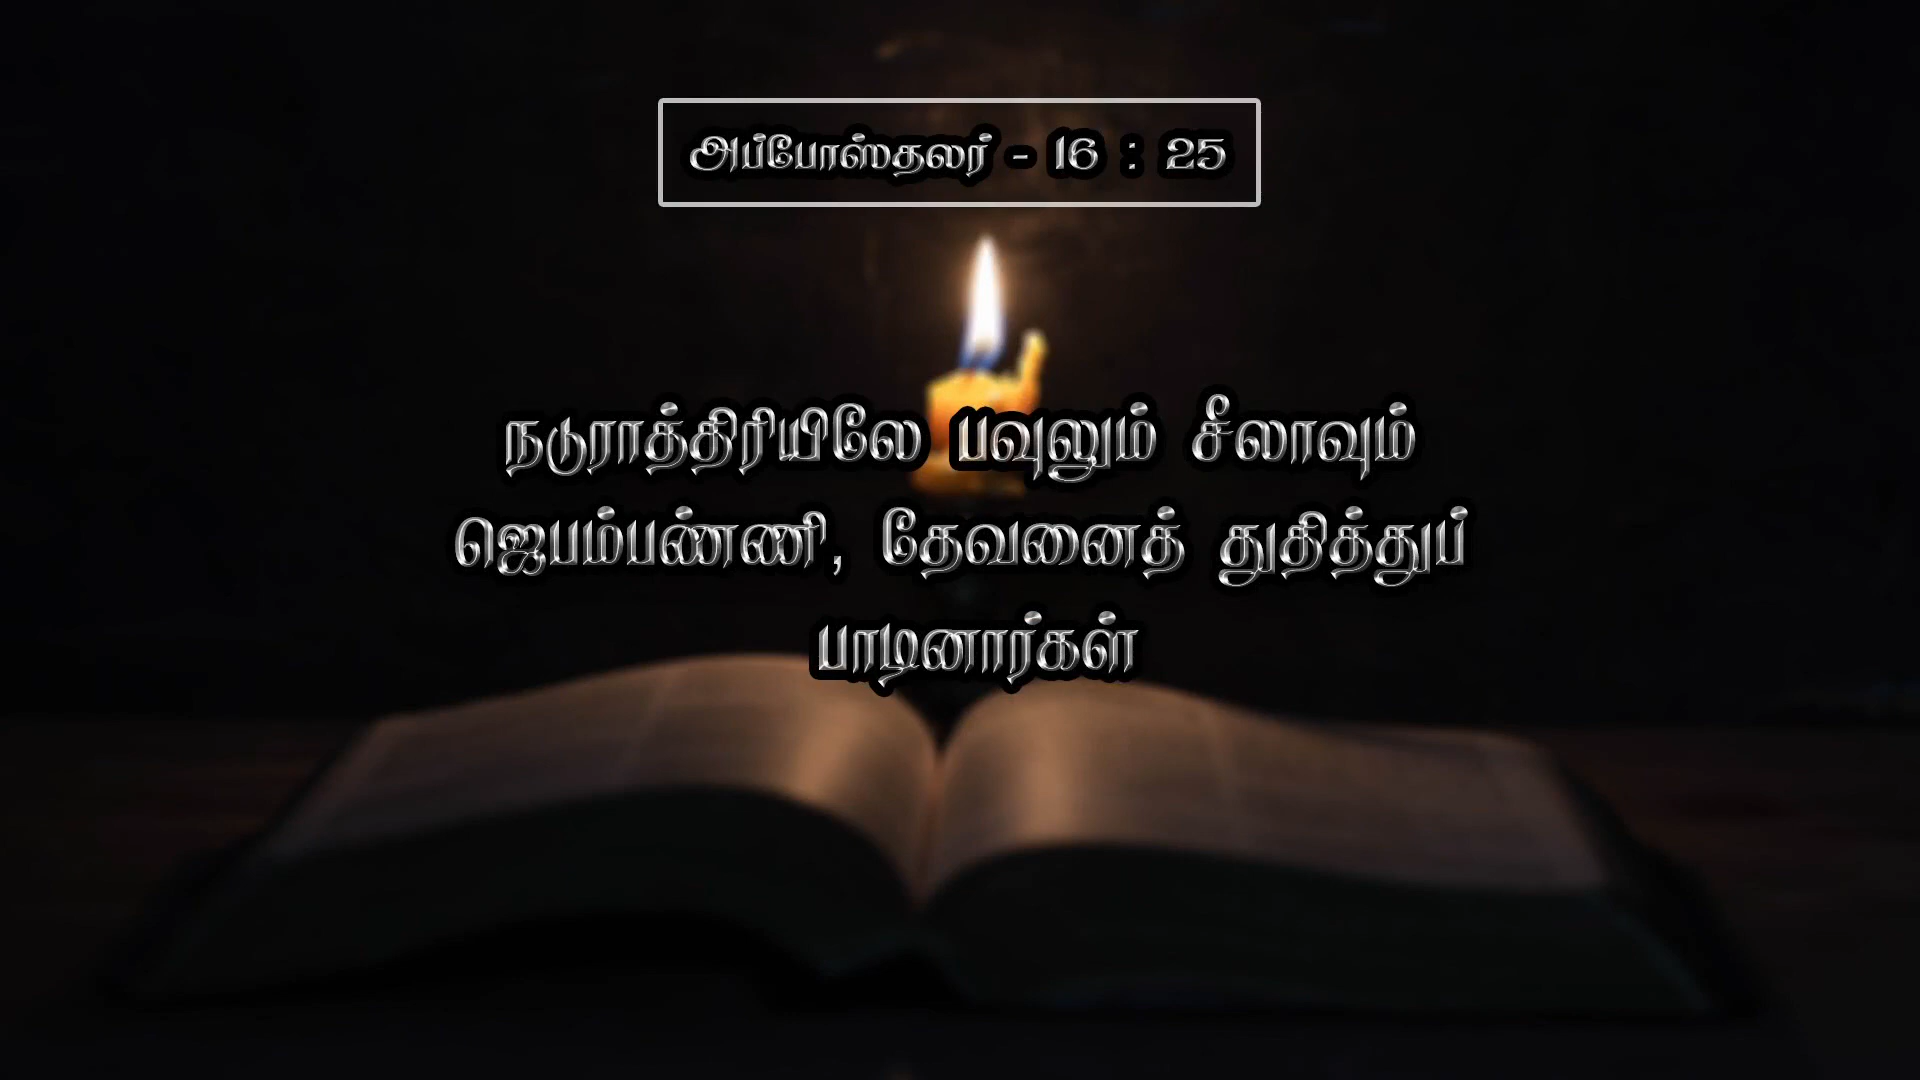 அப்போஸ்தலர் - 16 : 25
நடுராத்திரியிலே பவுலும் சீலாவும்
ஜெபம்பண்ணி, தேவனைத் துதித்துப்
பாடினார்கள்